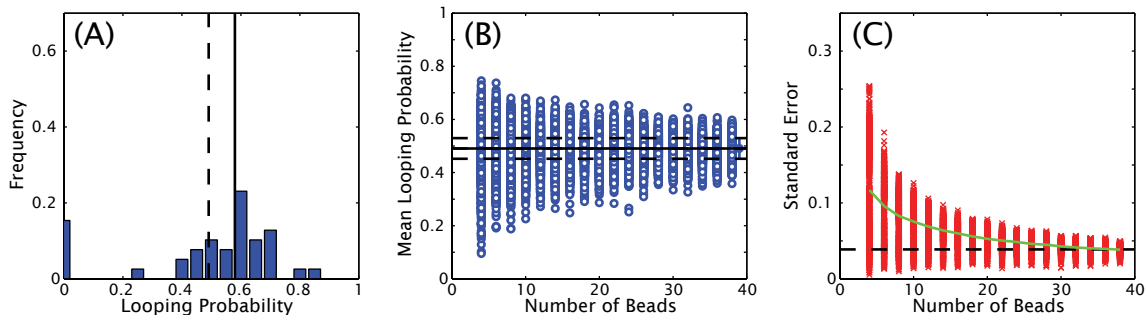 (A)
Frequency
0.6
0.4
0.2
0
0 0.2 0.4 0.6 0.8 1
Looping Probability
(B)
Mean Looping Probability
1
0.8
0.6
0.4
0.2
0
0 10 20 30 40
Number of Beads
(C)
Standard Error
0.3
0.2
0.1
0
0 10 20 30 40
Number of Beads